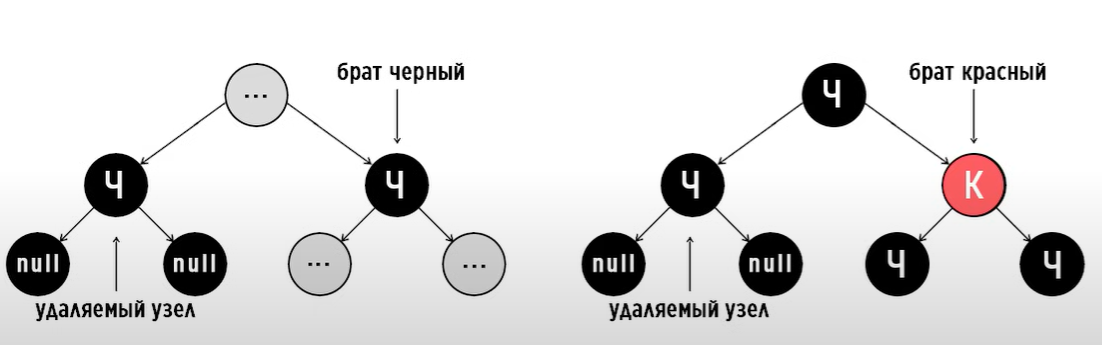 брат черный
брат красный
...
Ч
Ч
Ч
Ч
К
null
null
...
...
null
null
Ч
Ч
удаляемый узел
удаляемый узел